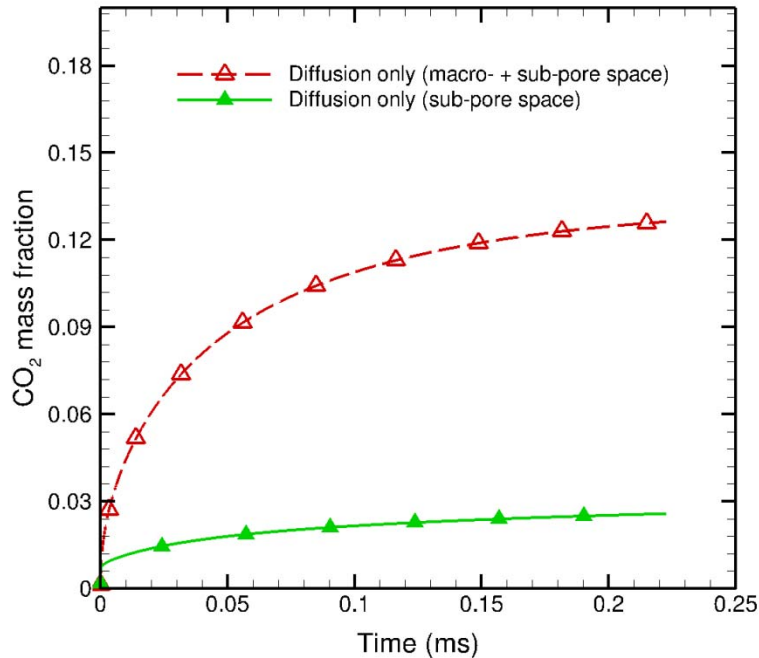 0.18
0.15
0.12
0.09
0.06
0.03
0
CO₂ mass fraction
Diffusion only (macro- + sub-pore space)
Diffusion only (sub-pore space)
0 0.05 0.1 0.15 0.2 0.25
Time (ms)